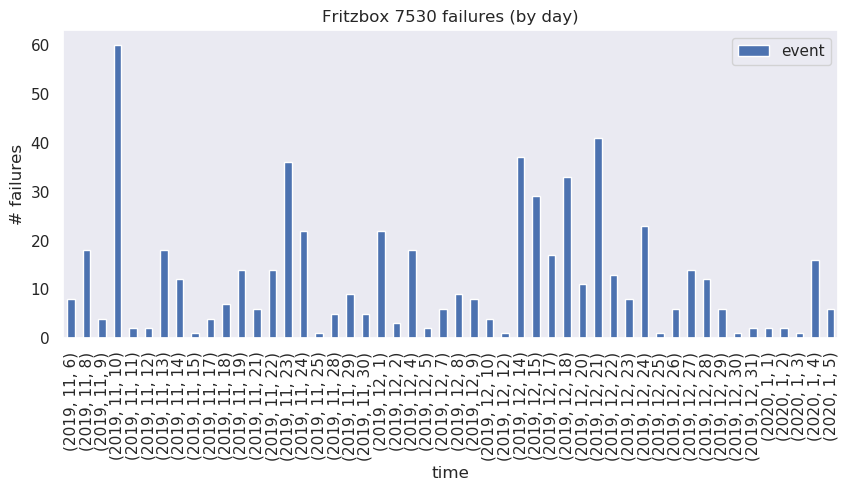 Fritzbox 7530 failures (by day)
event
# failures
60
50
40
30
20
10
0
(2019, 11, 6)
(2019, 11, 8)
(2019, 11, 9)
(2019, 11, 10)
(2019, 11, 11)
(2019, 11, 12)
(2019, 11, 13)
(2019, 11, 14)
(2019, 11, 15)
(2019, 11, 17)
(2019, 11, 18)
(2019, 11, 19)
(2019, 11, 21)
(2019, 11, 22)
(2019, 11, 23)
(2019, 11, 24)
(2019, 11, 25)
(2019, 11, 28)
(2019, 11, 29)
(2019, 11, 30)
(2019, 12, 1)
(2019, 12, 2)
(2019, 12, 4)
(2019, 12, 5)
(2019, 12, 7)
(2019, 12, 8)
(2019, 12, 9)
(2019, 12, 10)
(2019, 12, 12)
(2019, 12, 14)
(2019, 12, 15)
(2019, 12, 17)
(2019, 12, 18)
(2019, 12, 20)
(2019, 12, 21)
(2019, 12, 22)
(2019, 12, 23)
(2019, 12, 24)
(2019, 12, 25)
(2019, 12, 26)
(2019, 12, 27)
(2019, 12, 28)
(2019, 12, 29)
(2019, 12, 30)
(2019, 12, 31)
(2020, 1, 1)
(2020, 1, 2)
(2020, 1, 3)
(2020, 1, 4)
(2020, 1, 5)
time